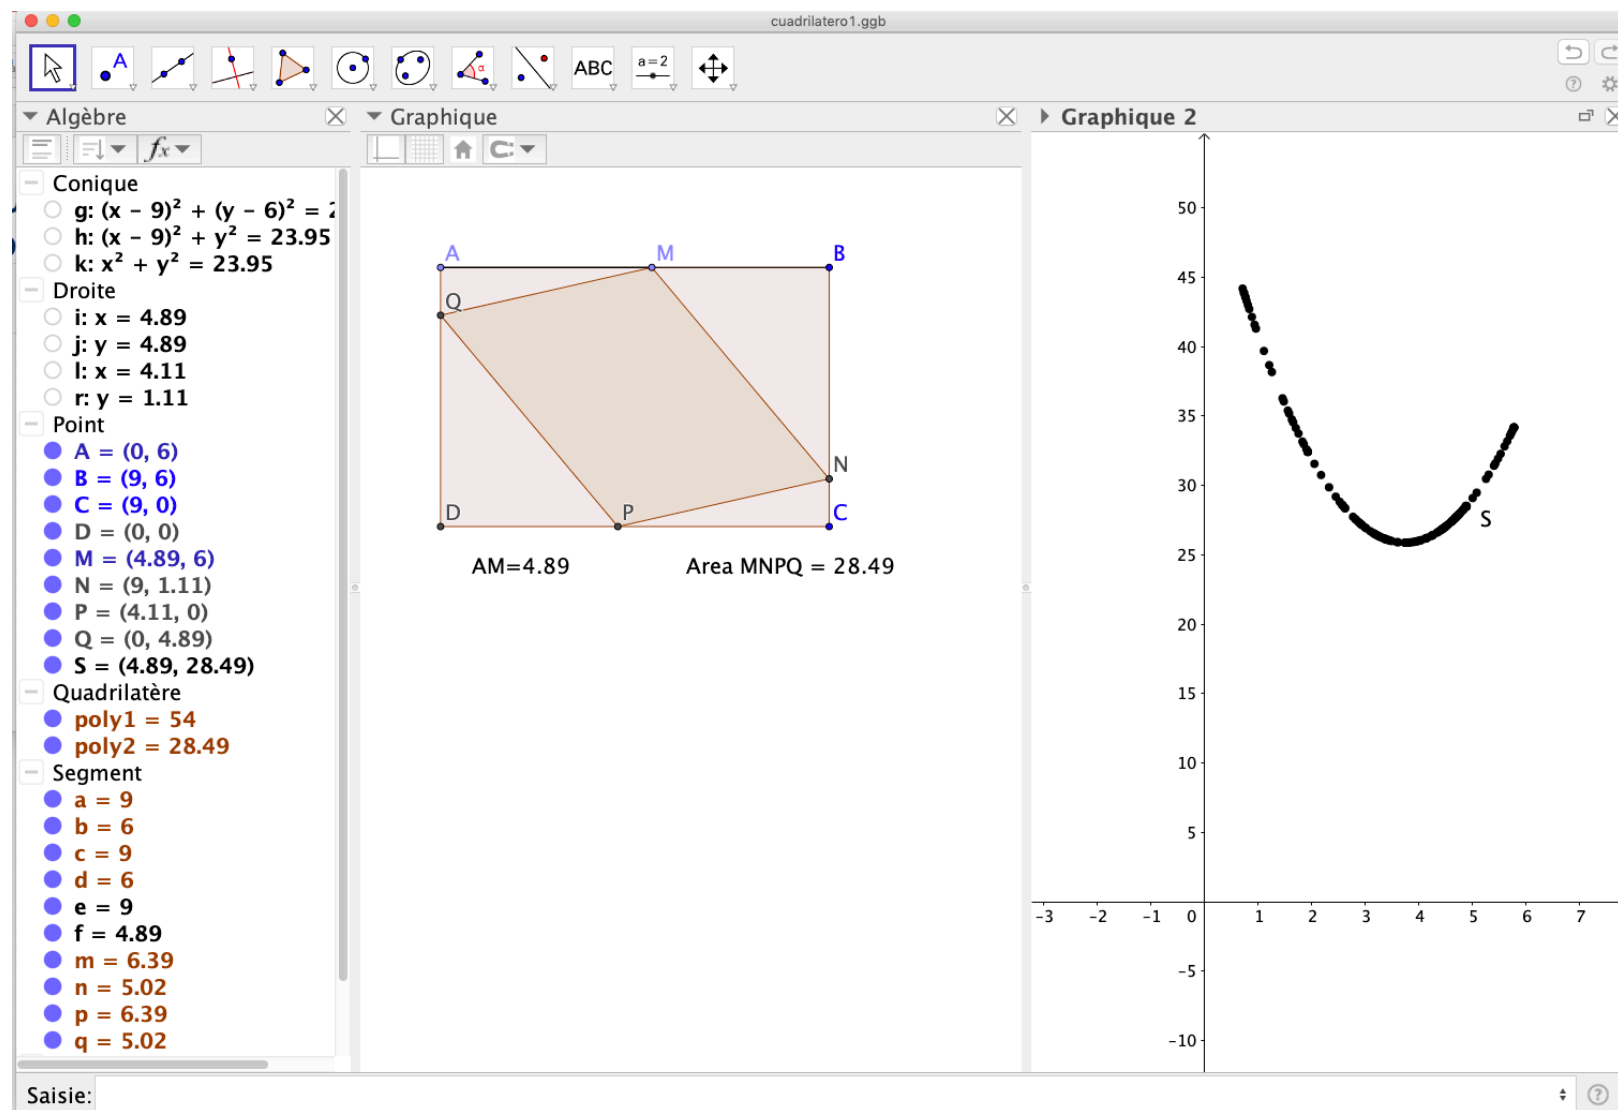 cuadrilatero1.ggb
A
α
ABC
a=2
Algèbre
Graphique
Graphique 2
fx
Conique
g: (x − 9)² + (y − 6)² = 2
h: (x − 9)² + y² = 23.95
k: x² + y² = 23.95
Droite
i: x = 4.89
j: y = 4.89
l: x = 4.11
r: y = 1.11
Point
A = (0, 6)
B = (9, 6)
C = (9, 0)
D = (0, 0)
M = (4.89, 6)
N = (9, 1.11)
P = (4.11, 0)
Q = (0, 4.89)
S = (4.89, 28.49)
Quadrilatère
poly1 = 54
poly2 = 28.49
Segment
a = 9
b = 6
c = 9
d = 6
e = 9
f = 4.89
m = 6.39
n = 5.02
p = 6.39
q = 5.02
A M B
Q
N
D P C
AM=4.89 Area MNPQ = 28.49
50
45
40
35
30
S
25
20
15
10
5
-3 -2 -1 0 1 2 3 4 5 6 7
-5
-10
Saisie:
?
?